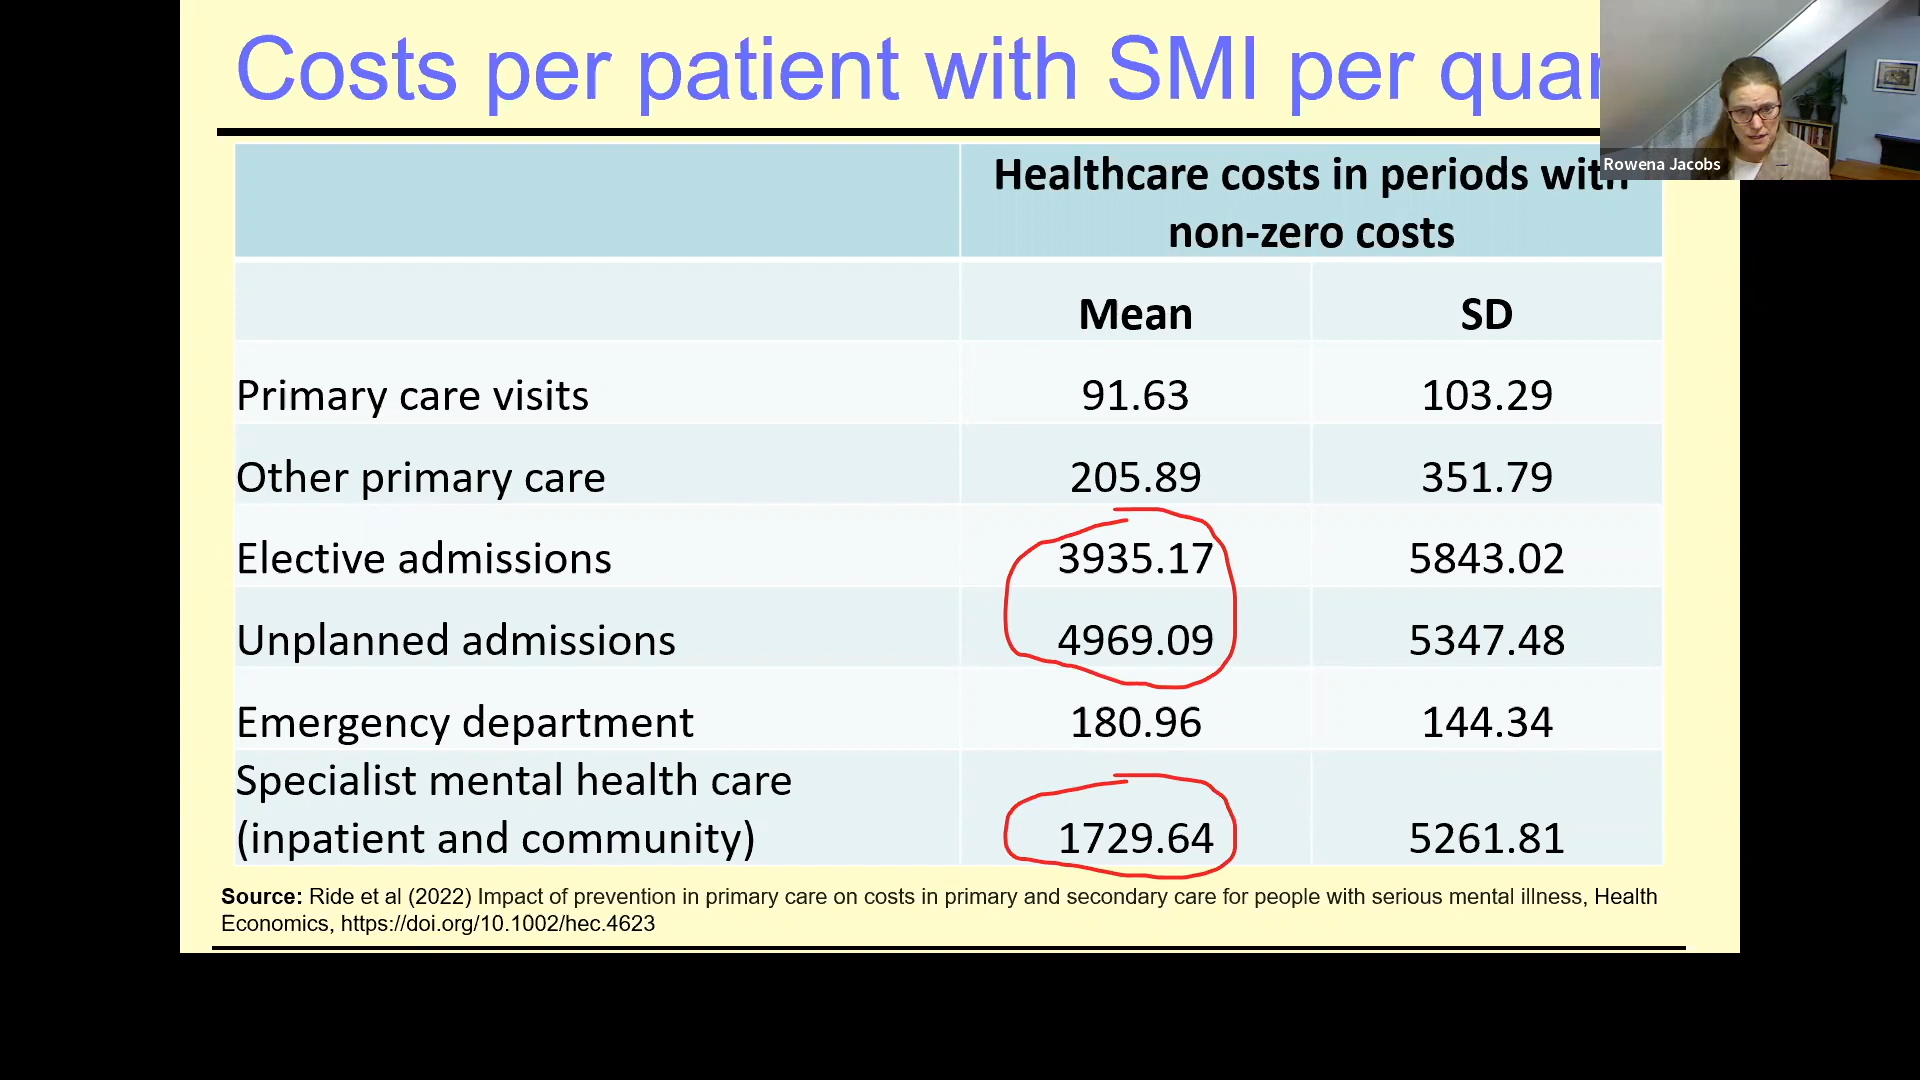 Costs per patient with SMI per quar
Rowena Jacobs
Healthcare costs in periods with
non-zero costs
Mean SD
Primary care visits 91.63 103.29
Other primary care 205.89 351.79
Elective admissions 3935.17 5843.02
Unplanned admissions 4969.09 5347.48
Emergency department 180.96 144.34
Specialist mental health care
(inpatient and community) 1729.64 5261.81
Source: Ride et al (2022) Impact of prevention in primary care on costs in primary and secondary care for people with serious mental illness, Health
Economics, https://doi.org/10.1002/hec.4623